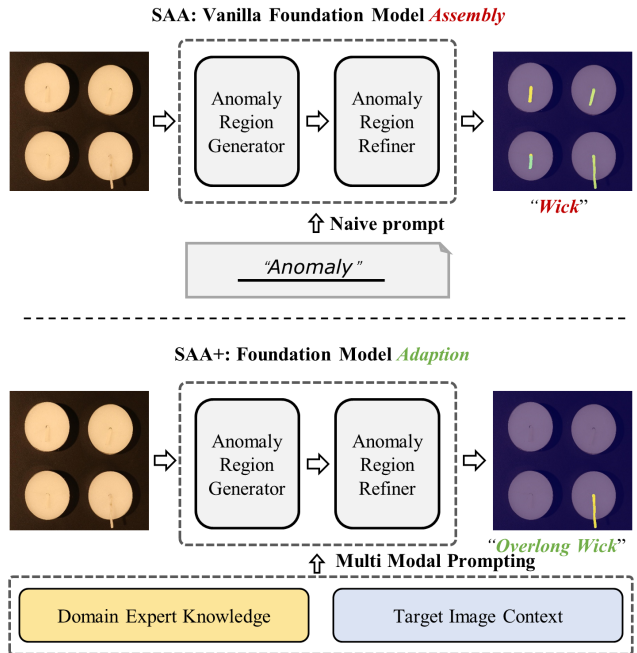 SAA: Vanilla Foundation Model Assembly
Anomaly
Region
Generator
Anomaly
Region
Refiner
"Wick"
Naive prompt
"Anomaly"
SAA+: Foundation Model Adaption
Anomaly
Region
Generator
Anomaly
Region
Refiner
"Overlong Wick"
Multi Modal Prompting
Domain Expert Knowledge
Target Image Context